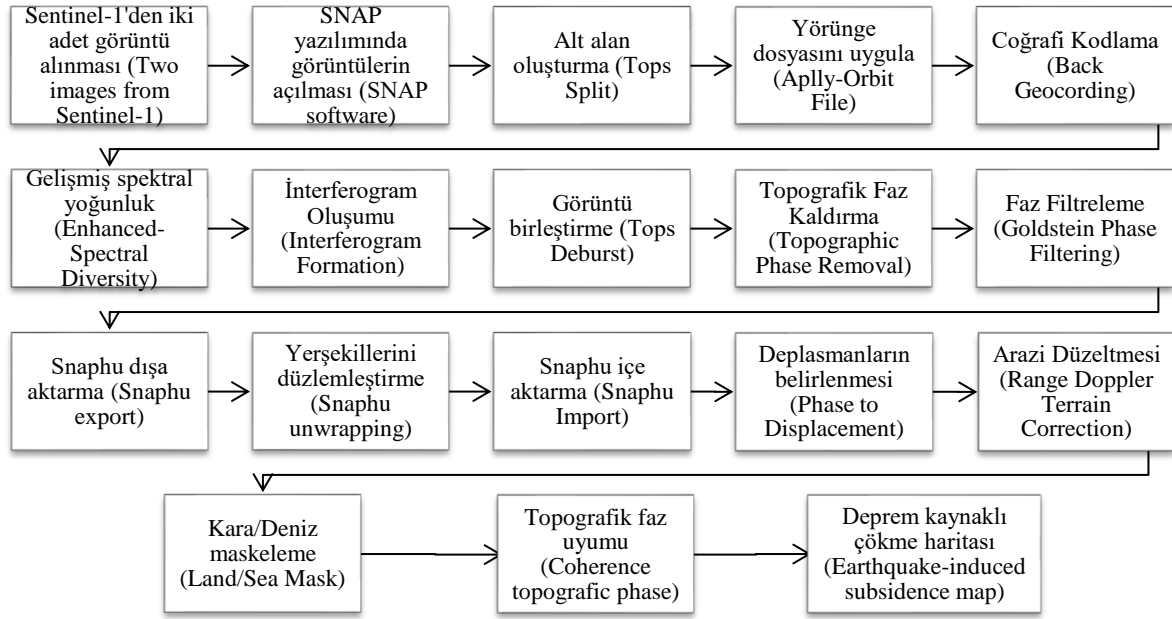 Sentinel-1'den iki
adet görüntü
alınması (Two
images from
Sentinel-1)
SNAP
yazılımında
görüntülerin
açılması (SNAP
software)
Alt alan
oluşturma (Tops
Split)
Yörünge
dosyasını uygula
(Aplly-Orbit
File)
Coğrafi Kodlama
(Back
Geocording)
Gelişmiş spektral
yoğunluk
(Enhanced-
Spectral
Diversity)
İnterferogram
Oluşumu
(Interferogram
Formation)
Görüntü
birleştirme (Tops
Deburst)
Topografik Faz
Kaldırma
(Topographic
Phase Removal)
Faz Filtreleme
(Goldstein Phase
Filtering)
Snaphu dışa
aktarma (Snaphu
export)
Yerşekillerini
düzlemleştirme
(Snaphu
unwrapping)
Snaphu içe
aktarma (Snaphu
Import)
Deplasmanların
belirlenmesi
(Phase to
Displacement)
Arazi Düzeltmesi
(Range Doppler
Terrain
Correction)
Kara/Deniz
maskeleme
(Land/Sea Mask)
Topografik faz
uyumu
(Coherence
topografic phase)
Deprem kaynaklı
çökme haritası
(Earthquake-induced
subsidence map)